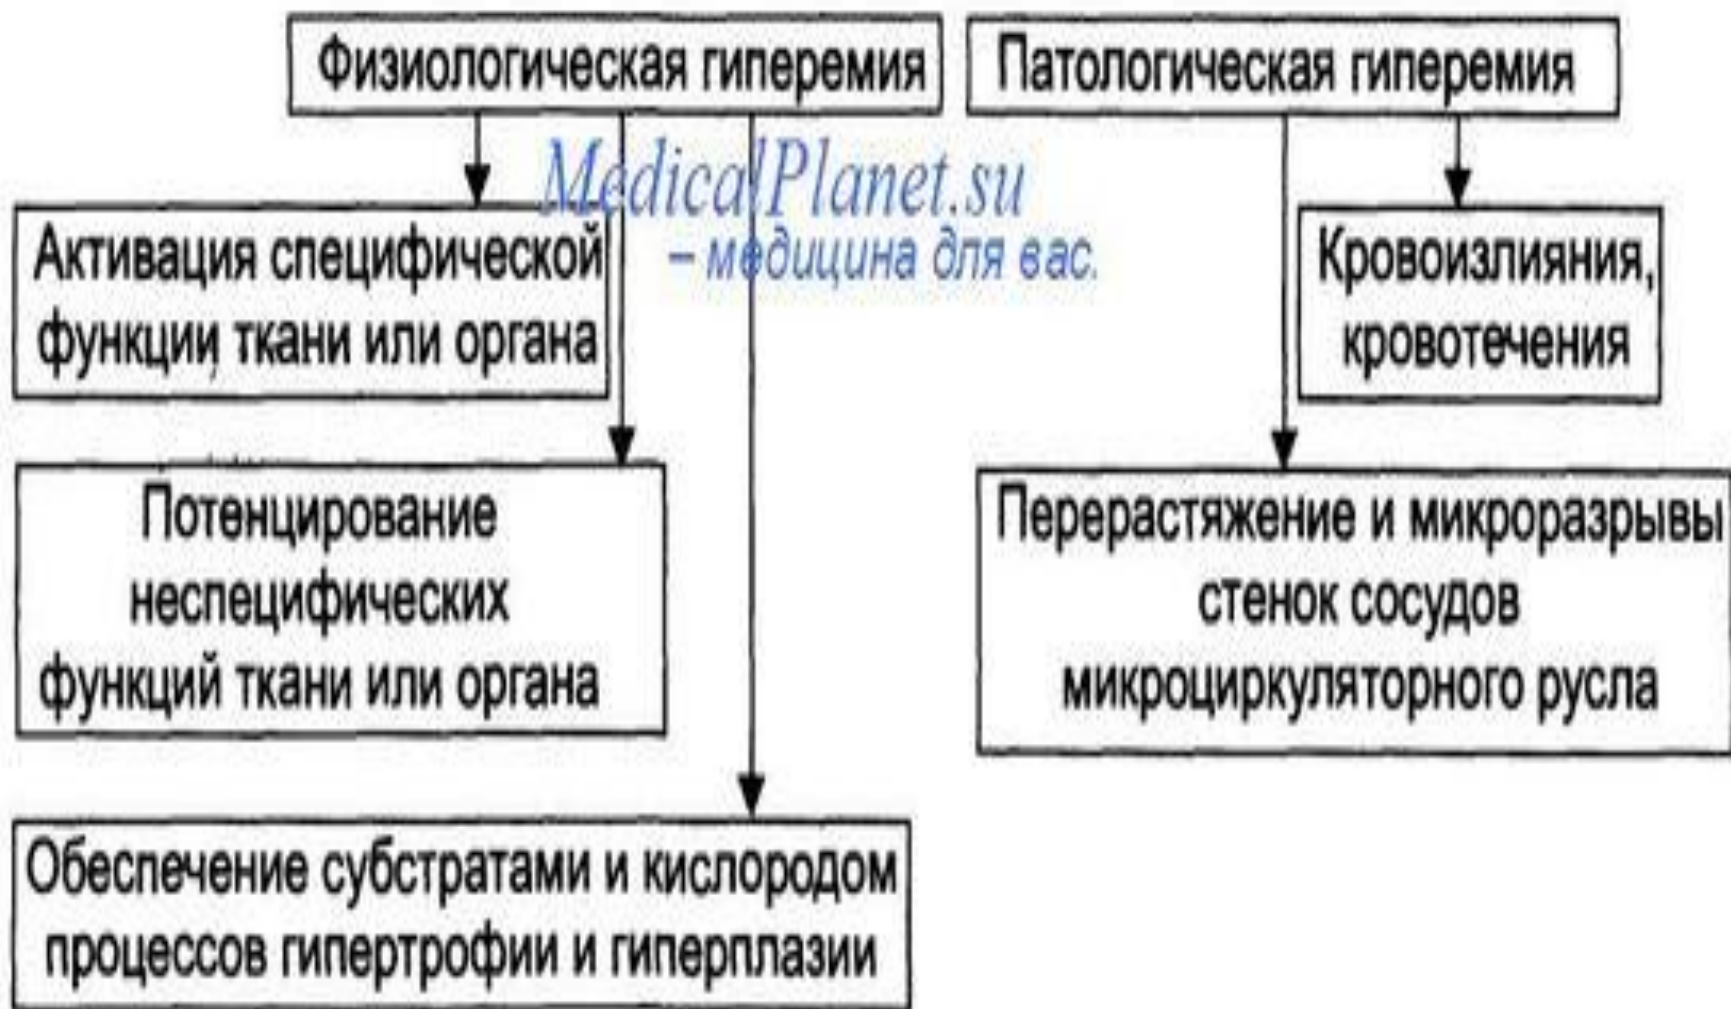 Физиологическая гиперемия
Патологическая гиперемия
MedicalPlanet.su
– медицина для вас.
Активация специфической
функции ткани или органа
Кровоизлияния,
кровотечения
Потенцирование
неспецифических
функций ткани или органа
Перерастяжение и микроразрывы
стенок сосудов
микроциркуляторного русла
Обеспечение субстратами и кислородом
процессов гипертрофии и гиперплазии